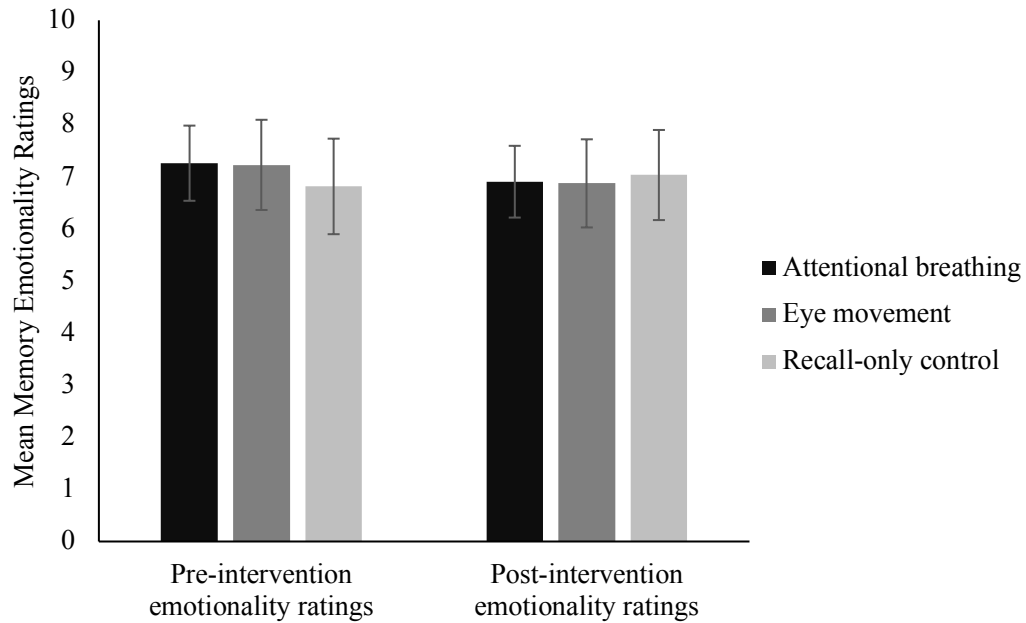 10
9
8
7
6
5
4
3
2
1
0
Mean Memory Emotionality Ratings
Pre-intervention
emotionality ratings
Post-intervention
emotionality ratings
Attentional breathing
Eye movement
Recall-only control